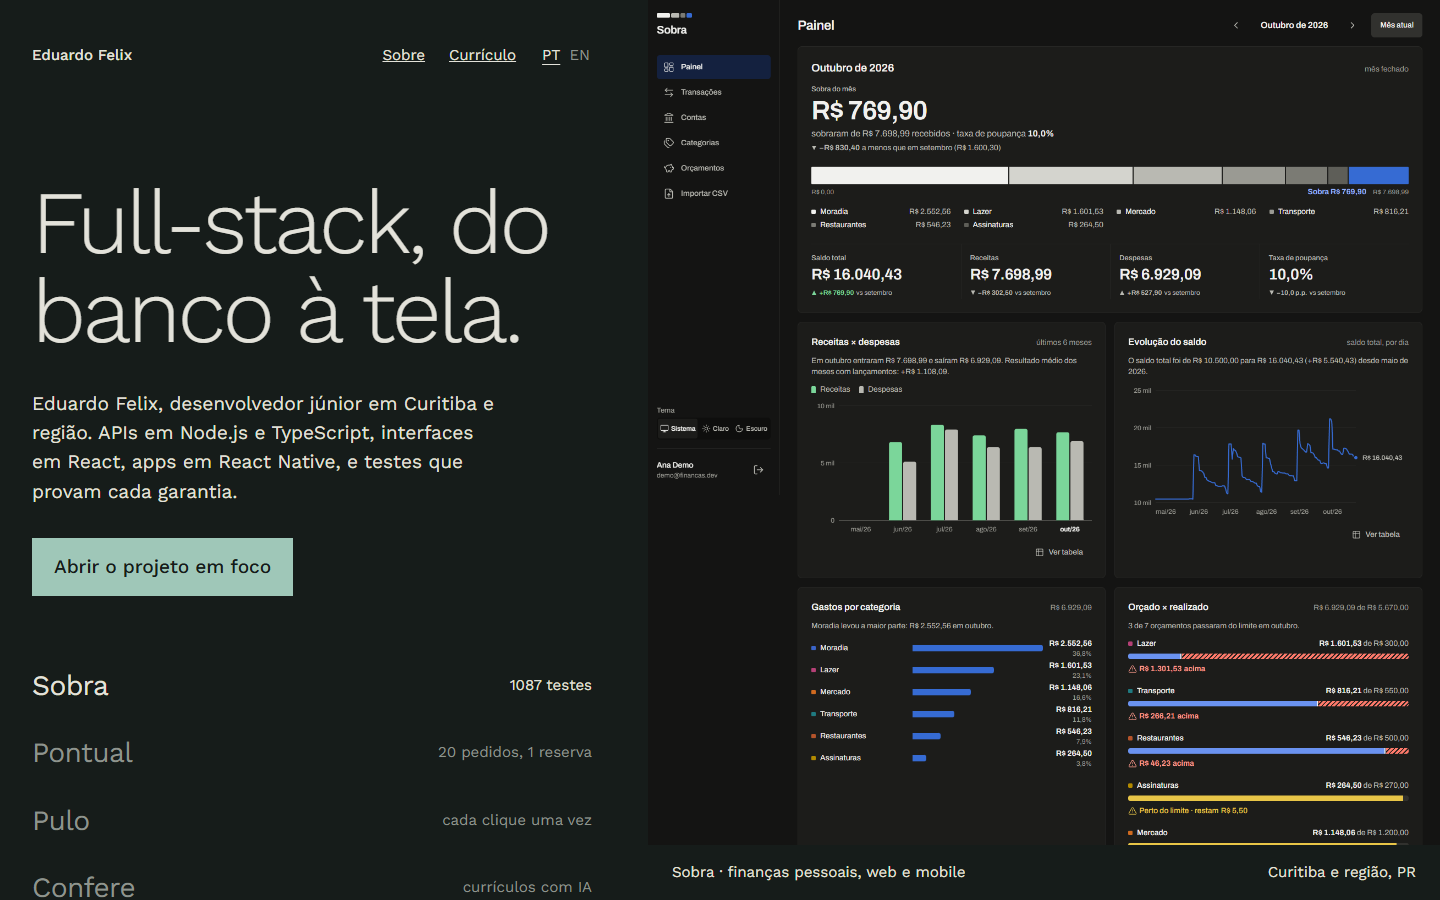 Eduardo Felix
Sobre
Currículo
PT
EN
Full-stack, do
banco à tela.
Eduardo Felix, desenvolvedor júnior em Curitiba e
região. APIs em Node.js e TypeScript, interfaces
em React, apps em React Native, e testes que
provam cada garantia.
Abrir o projeto em foco
Sobra
1087 testes
Pontual
20 pedidos, 1 reserva
Pulo
cada clique uma vez
Confere
currículos com IA
Sobra
Painel
Transações
Contas
Categorias
Orçamentos
Importar CSV
Tema
Sistema
Claro
Escuro
Ana Demo
demo@financas.dev
Painel
Outubro de 2026
Mês atual
Outubro de 2026
mês fechado
Sobra do mês
R$ 769,90
sobraram de R$ 7.698,99 recebidos · taxa de poupança 10,0%
▼ −R$ 830,40 a menos que em setembro (R$ 1.600,30)
R$ 0,00
Sobra R$ 769,90
R$ 7.698,99
Moradia R$ 2.552,56
Lazer R$ 1.601,53
Mercado R$ 1.148,06
Transporte R$ 816,21
Restaurantes R$ 546,23
Assinaturas R$ 264,50
Saldo total
R$ 16.040,43
▲ +R$ 769,90 vs setembro
Receitas
R$ 7.698,99
▼ −R$ 302,50 vs setembro
Despesas
R$ 6.929,09
▲ +R$ 527,90 vs setembro
Taxa de poupança
10,0%
▼ −10,0 p.p. vs setembro
Receitas × despesas
últimos 6 meses
Em outubro entraram R$ 7.698,99 e saíram R$ 6.929,09. Resultado médio dos
meses com lançamentos: +R$ 1.108,09.
Receitas
Despesas
10 mil
5 mil
0
mai/26
jun/26
jul/26
ago/26
set/26
out/26
Ver tabela
Evolução do saldo
saldo total, por dia
O saldo total foi de R$ 10.500,00 para R$ 16.040,43 (+R$ 5.540,43) desde maio de
2026.
25 mil
20 mil
15 mil
10 mil
R$ 16.040,43
mai/26
jun/26
jul/26
ago/26
set/26
out/26
Ver tabela
Gastos por categoria
R$ 6.929,09
Moradia levou a maior parte: R$ 2.552,56 em outubro.
Moradia
R$ 2.552,56
36,8%
Lazer
R$ 1.601,53
23,1%
Mercado
R$ 1.148,06
16,6%
Transporte
R$ 816,21
11,8%
Restaurantes
R$ 546,23
7,9%
Assinaturas
R$ 264,50
3,8%
Orçado × realizado
R$ 6.929,09 de R$ 5.670,00
3 de 7 orçamentos passaram do limite em outubro.
Lazer
R$ 1.601,53 de R$ 300,00
R$ 1.301,53 acima
Transporte
R$ 816,21 de R$ 550,00
R$ 266,21 acima
Restaurantes
R$ 546,23 de R$ 500,00
R$ 46,23 acima
Assinaturas
R$ 264,50 de R$ 270,00
Perto do limite · restam R$ 5,50
Mercado
R$ 1.148,06 de R$ 1.200,00
Sobra · finanças pessoais, web e mobile
Curitiba e região, PR